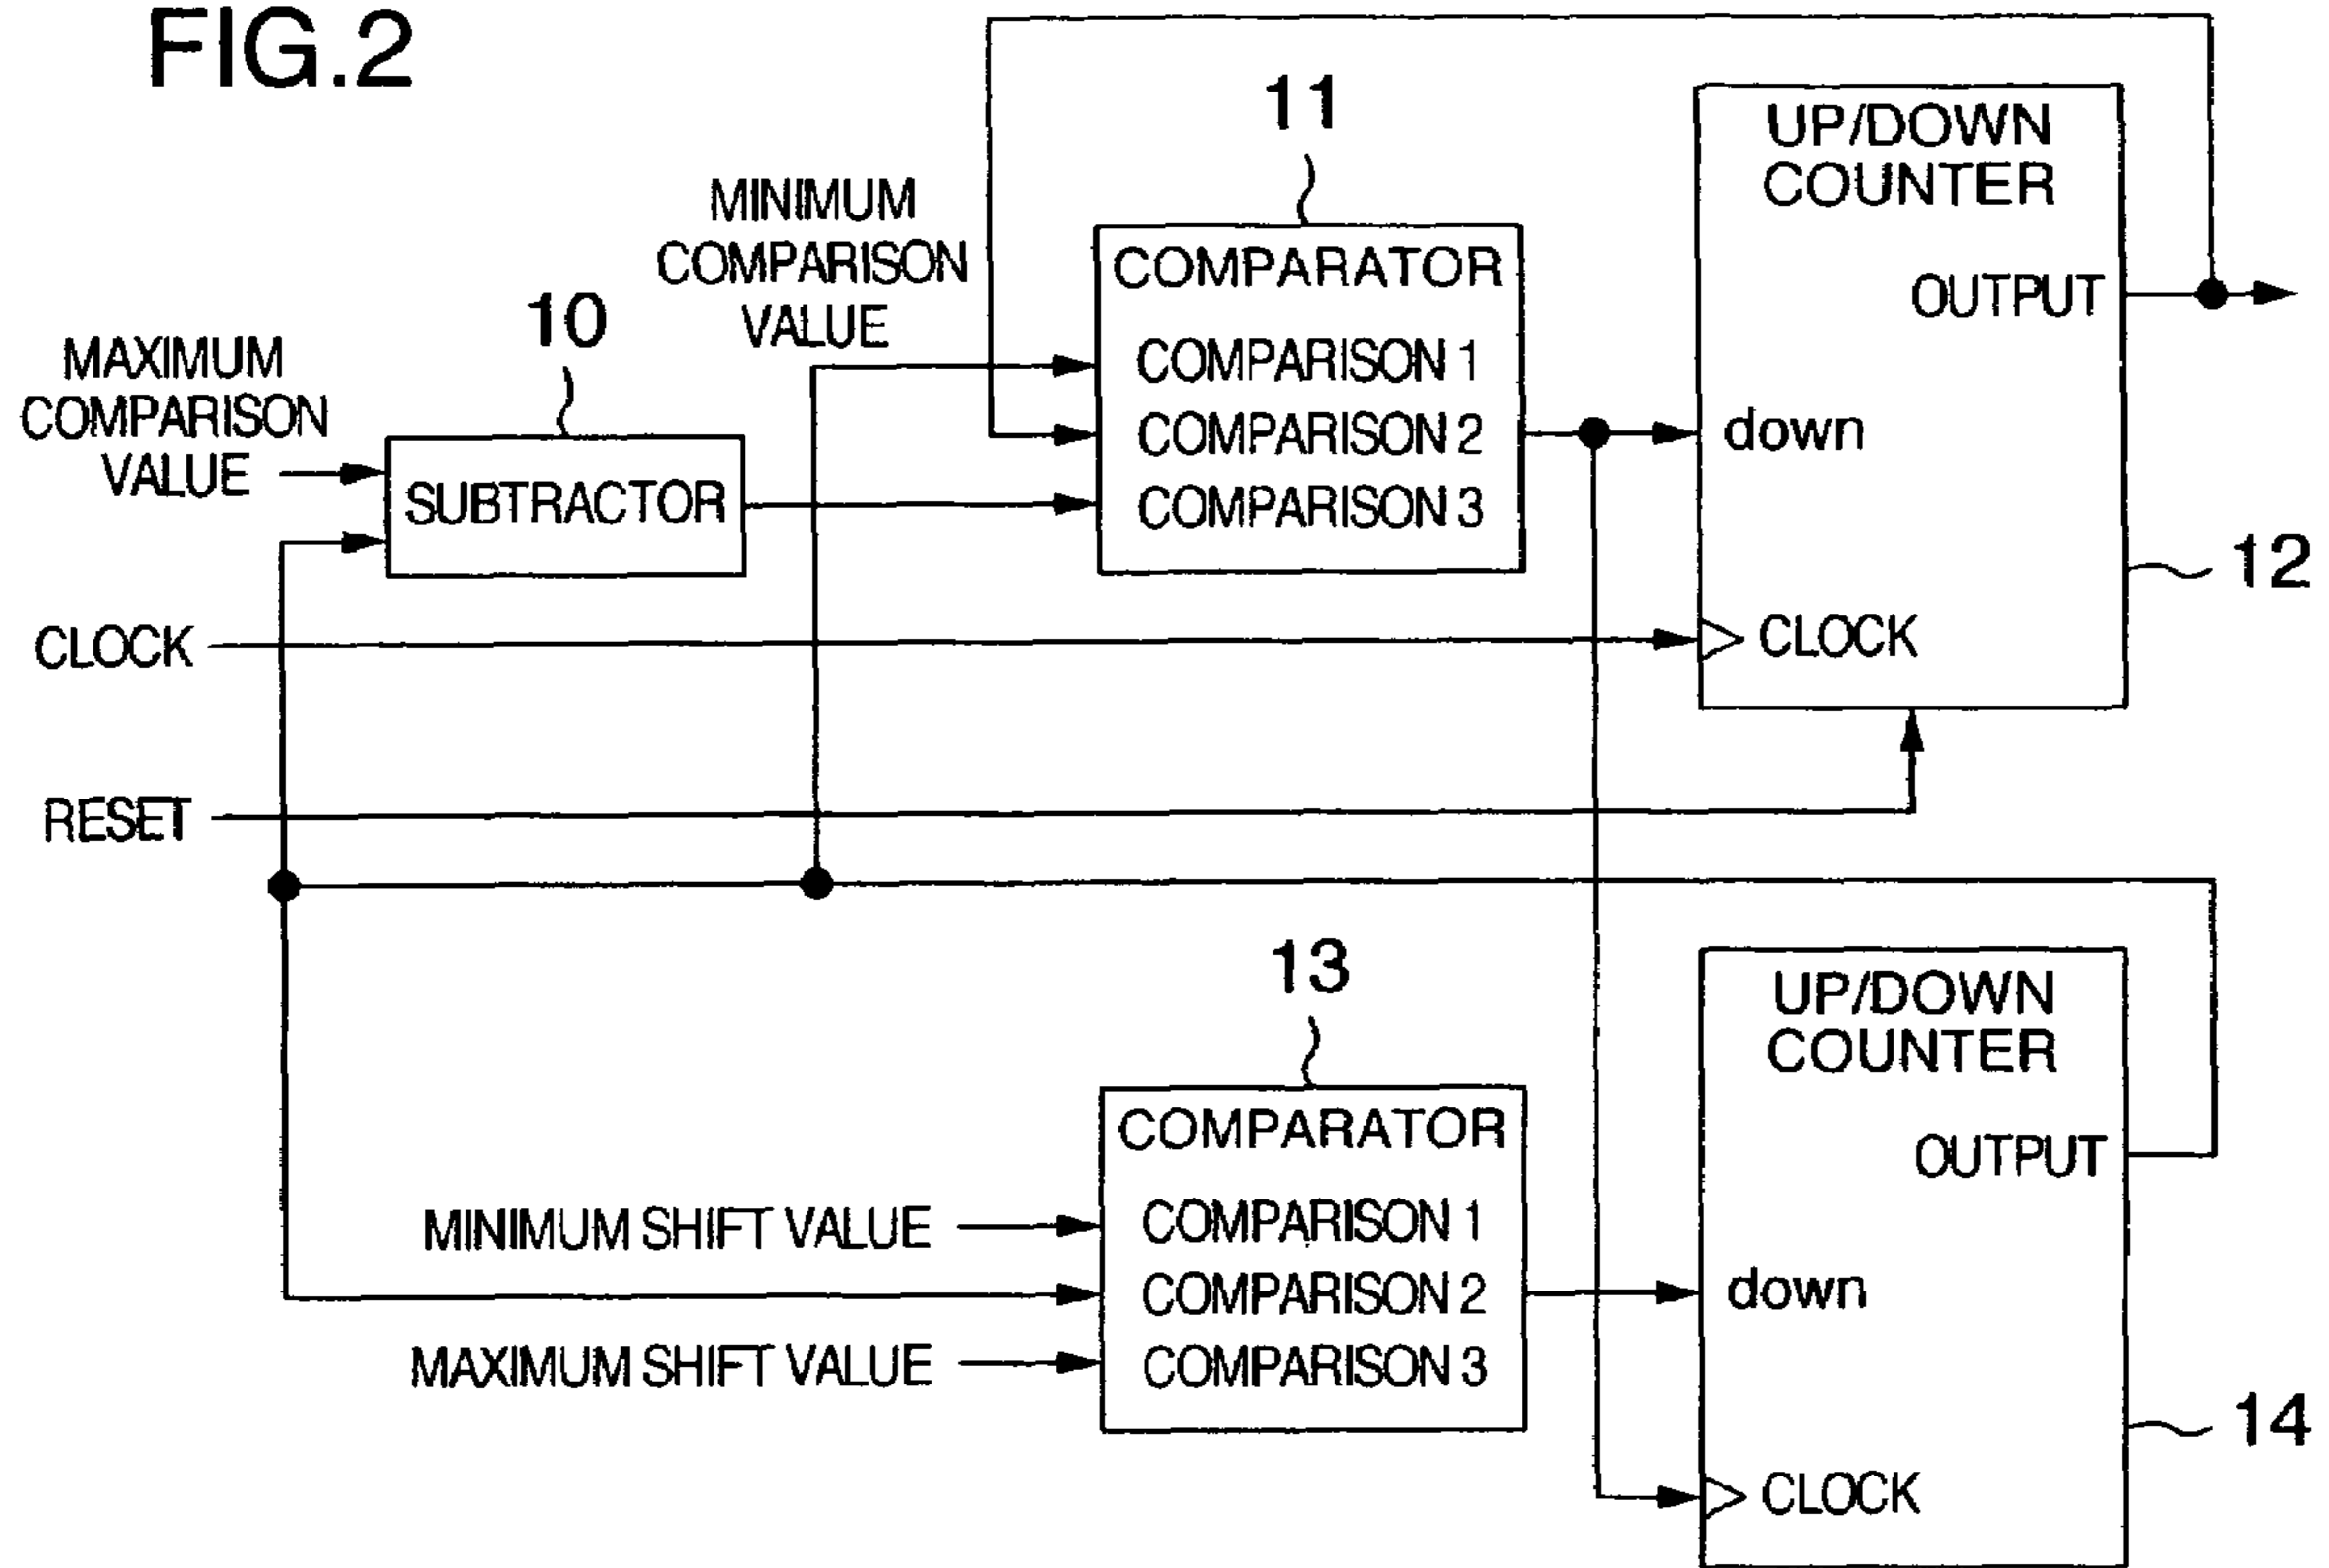 FIG.2
11
UP/DOWN
COUNTER
MINIMUM
COMPARISON
VALUE
COMPARATOR
OUTPUT
10
MAXIMUM
COMPARISON
VALUE
COMPARISON 1
COMPARISON 2
COMPARISON 3
down
SUBTRACTOR
12
CLOCK
CLOCK
RESET
13
UP/DOWN
COUNTER
COMPARATOR
OUTPUT
MINIMUM SHIFT VALUE
COMPARISON 1
COMPARISON 2
down
MAXIMUM SHIFT VALUE
COMPARISON 3
14
CLOCK